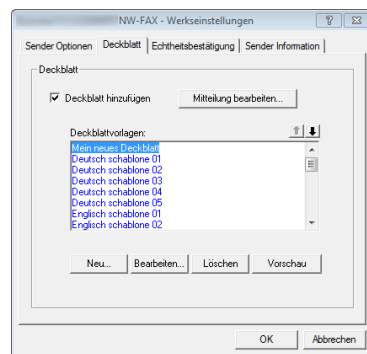 NW-FAX - Werkseinstellungen
Sender Optionen Deckblatt Echtheitsbestätigung Sender Information
Deckblatt
Deckblatt hinzufügen Mitteilung bearbeiten...
Deckblattvorlagen:
Mein neues Deckblatt
Deutsch schablone 01
Deutsch schablone 02
Deutsch schablone 03
Deutsch schablone 04
Deutsch schablone 05
Englisch schablone 01
Englisch schablone 02
Neu... Bearbeiten... Löschen Vorschau
OK Abbrechen